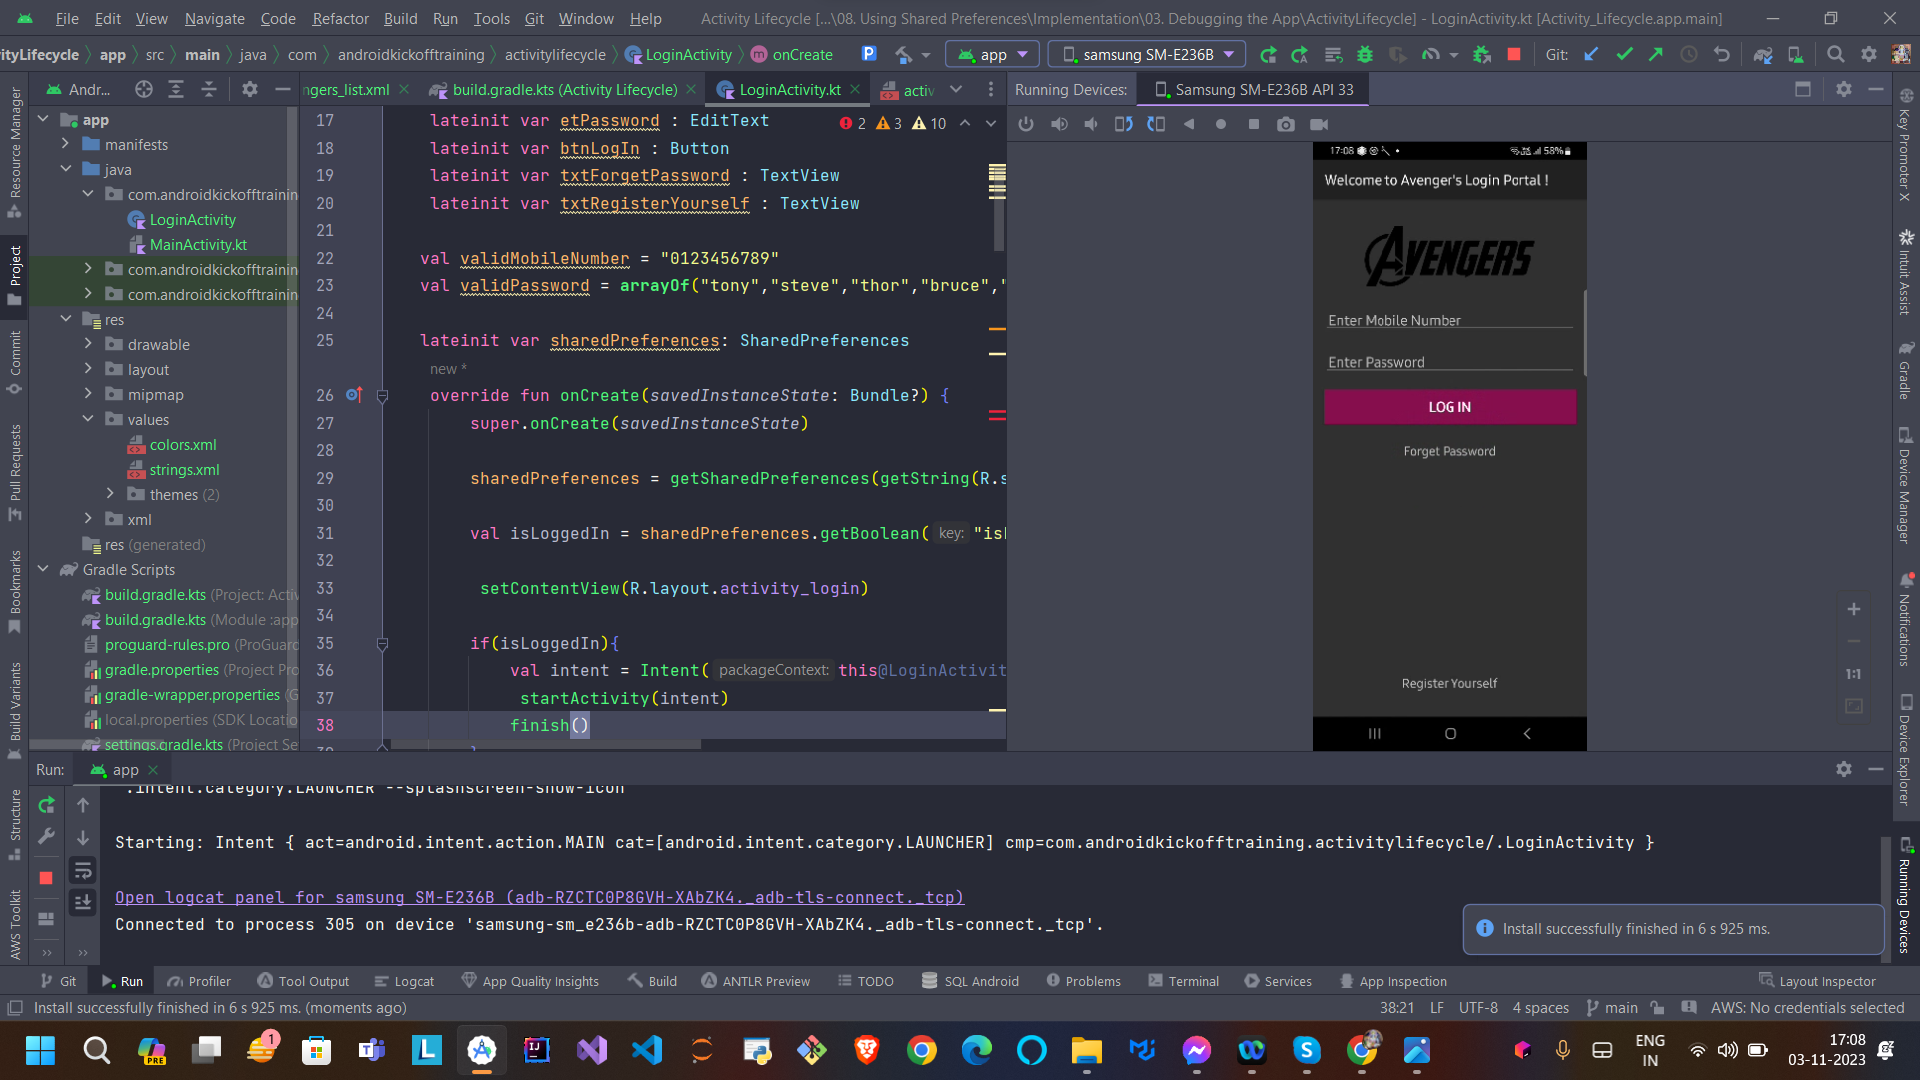 File Edit View Navigate Code Refactor Build Run Tools Git Window Help Activity Lifecycle [...\08. Using Shared Preferences\Implementation\03. Debugging the App\ActivityLifecycle] - LoginActivity.kt [Activity_Lifecycle.app.main]
ityLifecycle app src main java com androidkickofftraining activitylifecycle LoginActivity onCreate app samsung SM-E236B Git:
Andr... ngers_list.xml build.gradle.kts (Activity Lifecycle) LoginActivity.kt activ Running Devices: Samsung SM-E236B API 33
Resource Manager
Project
Commit
Pull Requests
Bookmarks
Build Variants
Structure
AWS Toolkit
app
manifests
java
com.androidkickofftrainin
LoginActivity
MainActivity.kt
com.androidkickofftrainin
com.androidkickofftrainin
res
drawable
layout
mipmap
values
colors.xml
strings.xml
themes (2)
xml
res (generated)
Gradle Scripts
build.gradle.kts (Project: Activ
build.gradle.kts (Module :app
proguard-rules.pro (ProGuard
gradle.properties (Project Pro
gradle-wrapper.properties (G
local.properties (SDK Locatio
settings.gradle.kts (Project Se
2 3 10
17 lateinit var etPassword : EditText
18 lateinit var btnLogIn : Button
19 lateinit var txtForgetPassword : TextView
20 lateinit var txtRegisterYourself : TextView
21
22 val validMobileNumber = "0123456789"
23 val validPassword = arrayOf("tony","steve","thor","bruce","
24
25 lateinit var sharedPreferences: SharedPreferences
new *
26 override fun onCreate(savedInstanceState: Bundle?) {
27 super.onCreate(savedInstanceState)
28
29 sharedPreferences = getSharedPreferences(getString(R.s
30
31 val isLoggedIn = sharedPreferences.getBoolean( key: "isL
32
33 setContentView(R.layout.activity_login)
34
35 if(isLoggedIn){
36 val intent = Intent( packageContext: this@LoginActivit
37 startActivity(intent)
38 finish()
17:08 58%
Welcome to Avenger's Login Portal !
AVENGERS
Enter Mobile Number
Enter Password
LOG IN
Forget Password
Register Yourself
1:1
Key Promoter X
Intuit Assist
Gradle
Device Manager
Notifications
Device Explorer
Running Devices
Run: app
.intent.category.LAUNCHER --splashscreen-show-icon
Starting: Intent { act=android.intent.action.MAIN cat=[android.intent.category.LAUNCHER] cmp=com.androidkickofftraining.activitylifecycle/.LoginActivity }
Open logcat panel for samsung SM-E236B (adb-RZCTC0P8GVH-XAbZK4._adb-tls-connect._tcp)
Connected to process 305 on device 'samsung-sm_e236b-adb-RZCTC0P8GVH-XAbZK4._adb-tls-connect._tcp'.
Install successfully finished in 6 s 925 ms.
Git Run Profiler Tool Output Logcat App Quality Insights Build ANTLR Preview TODO SQL Android Problems Terminal Services App Inspection Layout Inspector
Install successfully finished in 6 s 925 ms. (moments ago) 38:21 LF UTF-8 4 spaces main AWS: No credentials selected
PRE 1 ENG 17:08
IN 03-11-2023